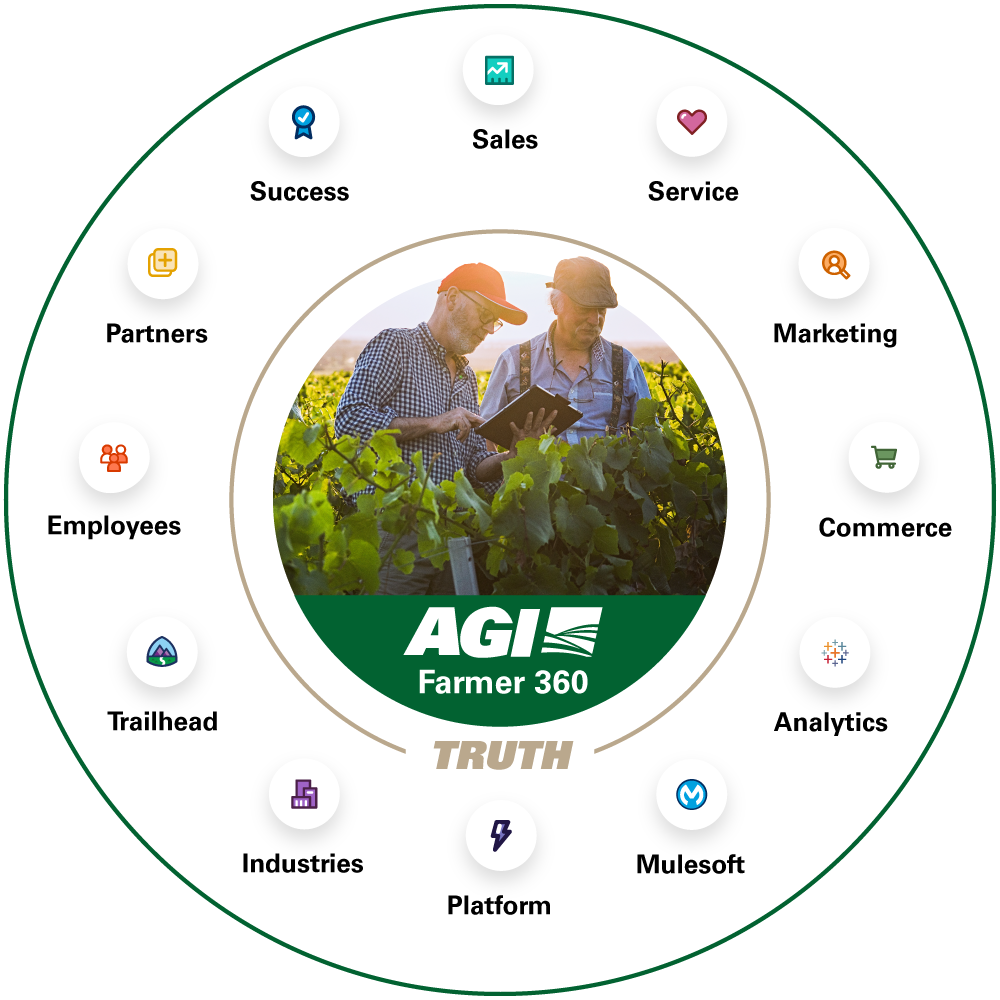 Sales
Service
Marketing
Commerce
Analytics
Mulesoft
Platform
Industries
Trailhead
Employees
Partners
Success
AGI
Farmer 360
TRUTH